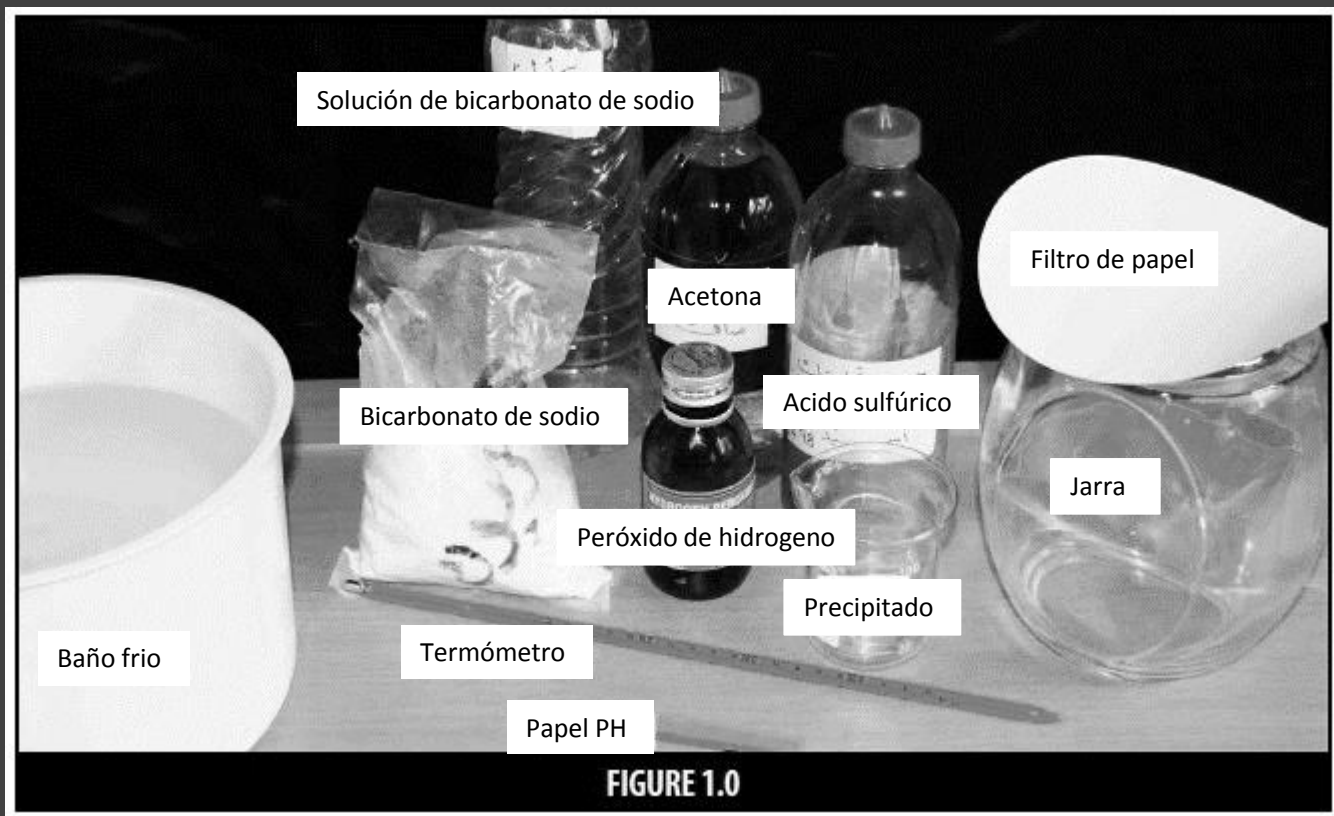 Solución de bicarbonato de sodio
Acetona
Filtro de papel
Bicarbonato de sodio
Acido sulfúrico
Jarra
Peróxido de hidrogeno
Precipitado
Baño frio
Termómetro
Papel PH
FIGURE 1.0